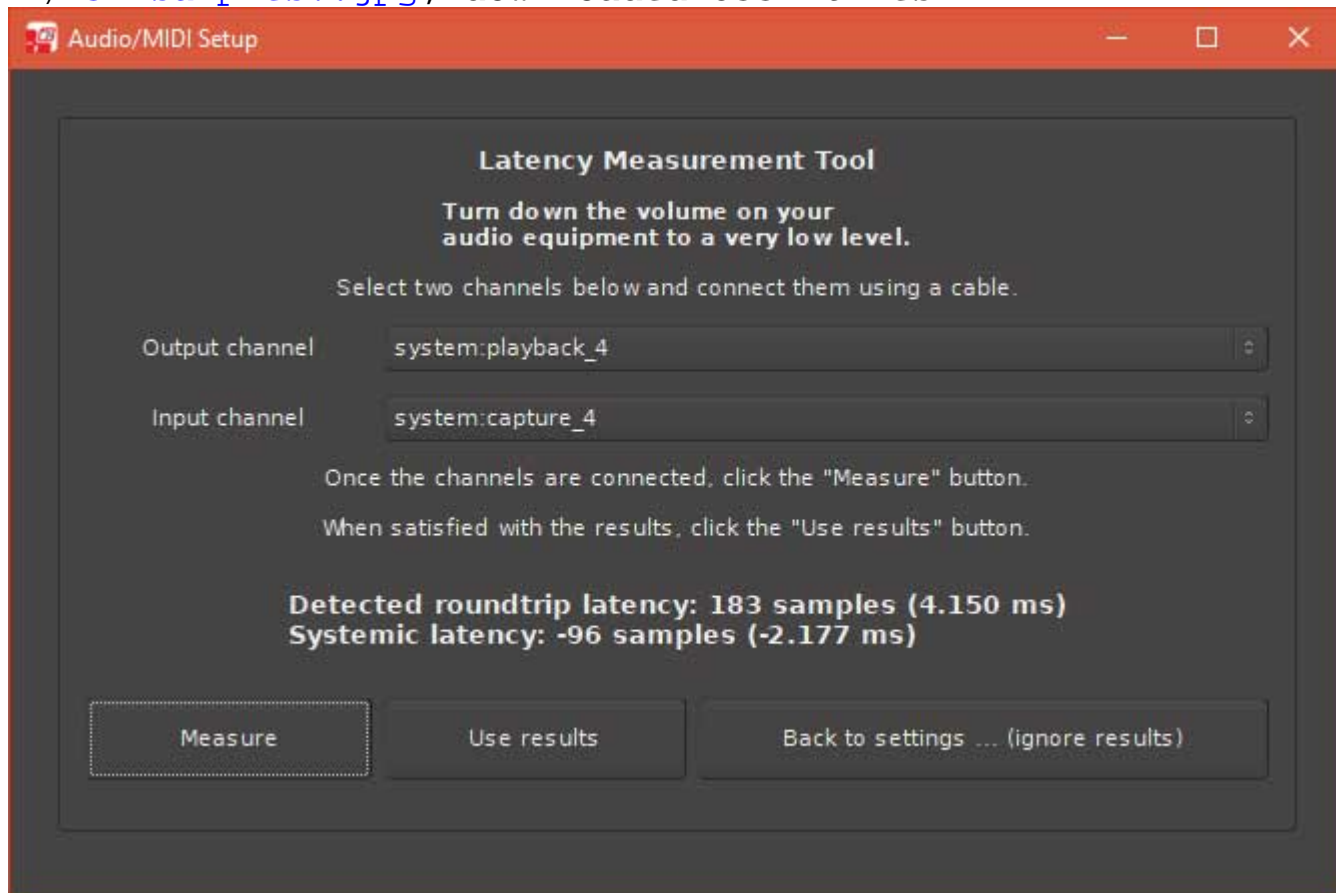 Audio/MIDI Setup
Latency Measurement Tool
Turn down the volume on your
audio equipment to a very low level.
Select two channels below and connect them using a cable.
Output channel
system:playback_4
Input channel
system:capture_4
Once the channels are connected, click the "Measure" button.
When satisfied with the results, click the "Use results" button.
Detected roundtrip latency: 183 samples (4.150 ms)
Systemic latency: -96 samples (-2.177 ms)
Measure
Use results
Back to settings ... (ignore results)